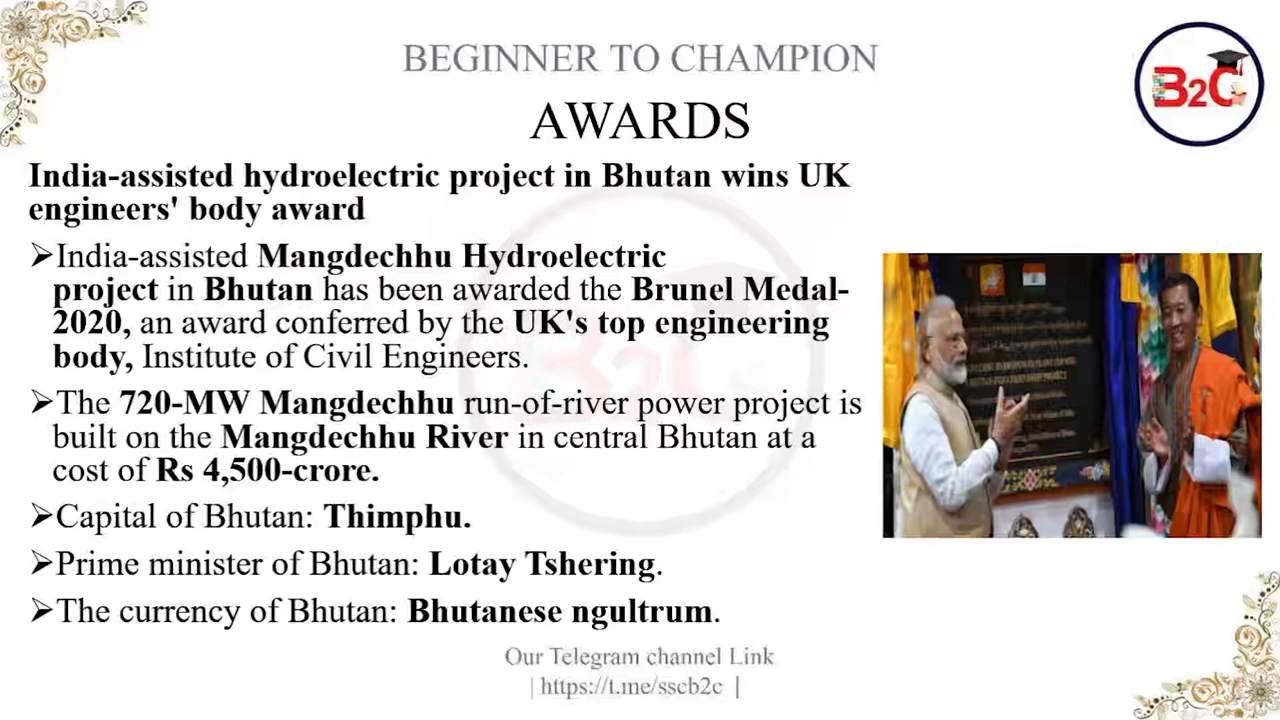 BEGINNER TO CHAMPION
B2C
AWARDS
India-assisted hydroelectric project in Bhutan wins UK
engineers' body award
➢India-assisted Mangdechhu Hydroelectric
project in Bhutan has been awarded the Brunel Medal-
2020, an award conferred by the UK's top engineering
body, Institute of Civil Engineers.
➢The 720-MW Mangdechhu run-of-river power project is
built on the Mangdechhu River in central Bhutan at a
cost of Rs 4,500-crore.
➢Capital of Bhutan: Thimphu.
➢Prime minister of Bhutan: Lotay Tshering.
➢The currency of Bhutan: Bhutanese ngultrum.
Our Telegram channel Link
| https://t.me/sscb2c |